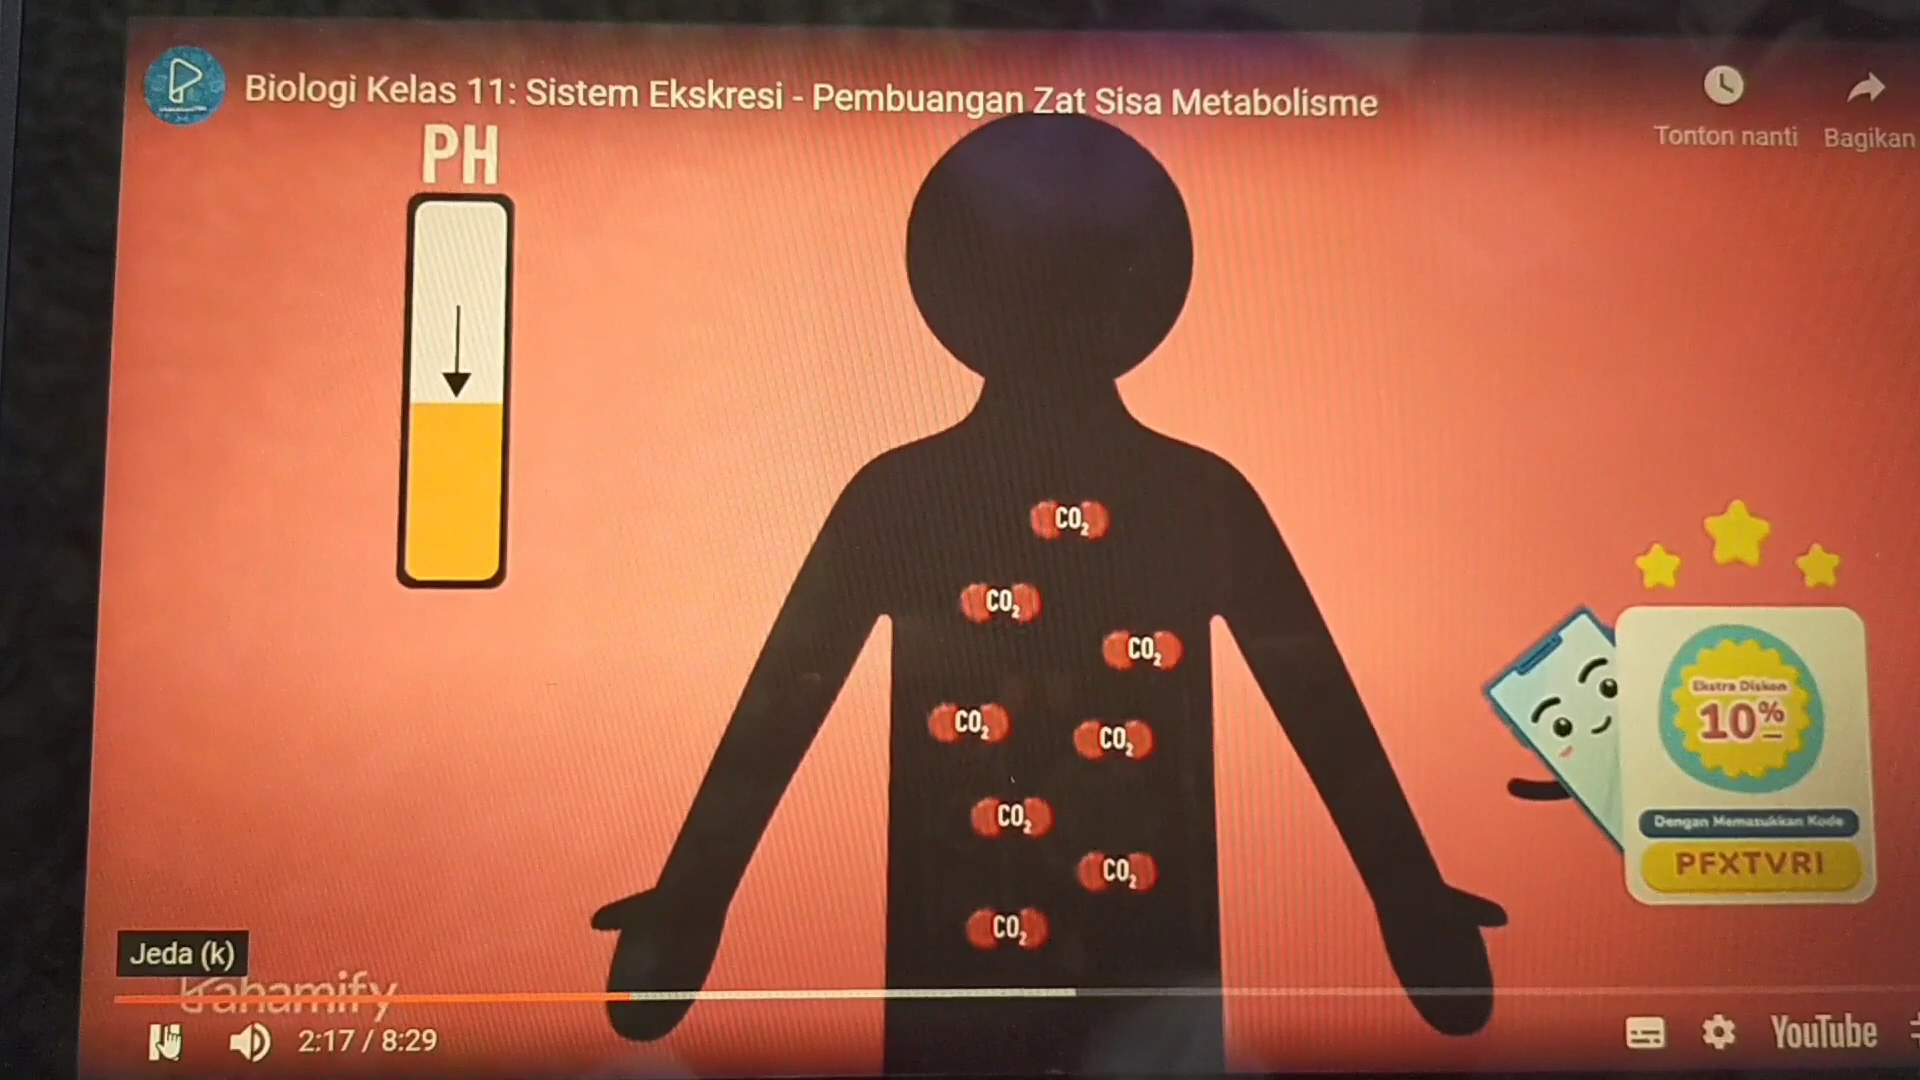 Biologi Kelas 11: Sistem Ekskresi - Pembuangan Zat Sisa Metabolisme
Tonton nanti
Bagikan
PH
CO₂
CO₂
CO₂
CO₂
CO₂
CO₂
CO₂
CO₂
Ekstra Diskon
10%
Dengan Memasukkan Kode
PFXTVRI
Jeda (k)
Pahamify
2:17 / 8:29
YouTube